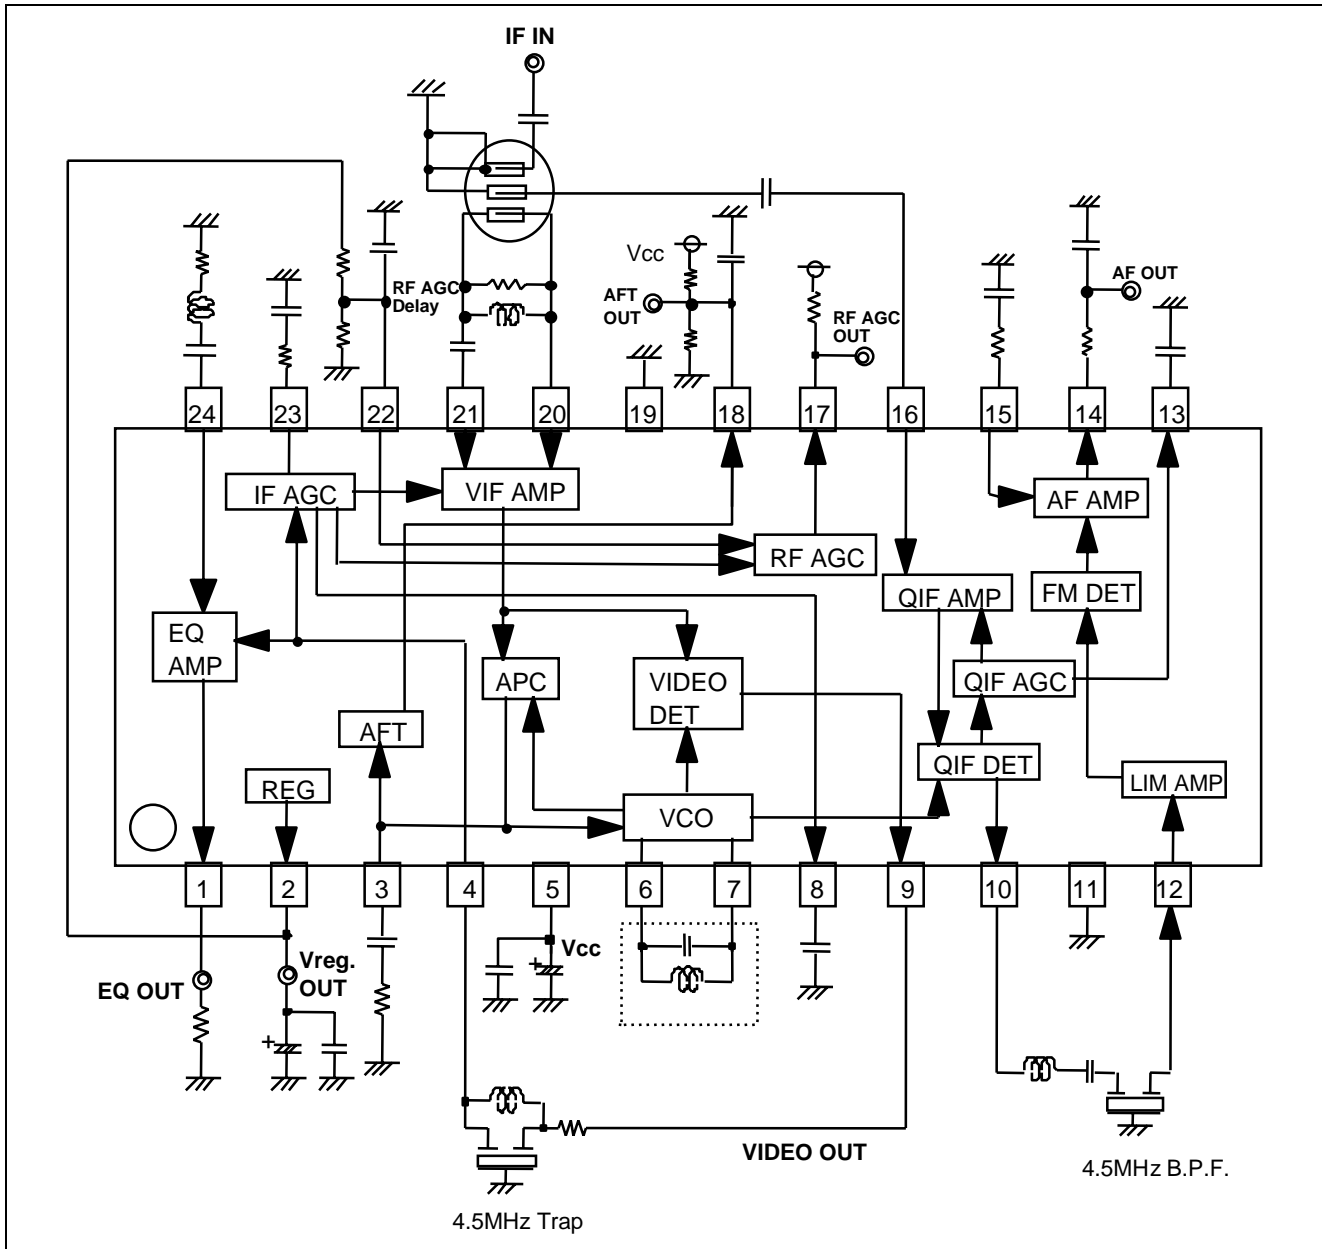 IF IN
Vcc
RF AGC
Delay
AFT
OUT
RF AGC
OUT
AF OUT
24 23 22 21 20 19 18 17 16 15 14 13
IF AGC
VIF AMP
AF AMP
RF AGC
QIF AMP
FM DET
EQ
AMP
APC
VIDEO
DET
QIF AGC
AFT
QIF DET
REG
LIM AMP
VCO
1 2 3 4 5 6 7 8 9 10 11 12
EQ OUT
Vreg.
OUT
+
+
Vcc
VIDEO OUT
4.5MHz Trap
4.5MHz B.P.F.